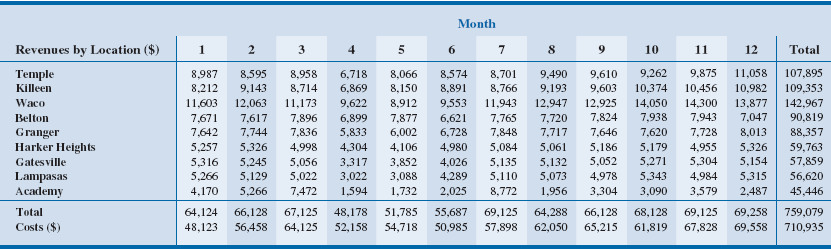 Month
Revenues by Location ($) 1 2 3 4 5 6 7 8 9 10 11 12 Total
Temple 8,987 8,595 8,958 6,718 8,066 8,574 8,701 9,490 9,610 9,262 9,875 11,058 107,895
Killeen 8,212 9,143 8,714 6,869 8,150 8,891 8,766 9,193 9,603 10,374 10,456 10,982 109,353
Waco 11,603 12,063 11,173 9,622 8,912 9,553 11,943 12,947 12,925 14,050 14,300 13,877 142,967
Belton 7,671 7,617 7,896 6,899 7,877 6,621 7,765 7,720 7,824 7,938 7,943 7,047 90,819
Granger 7,642 7,744 7,836 5,833 6,002 6,728 7,848 7,717 7,646 7,620 7,728 8,013 88,357
Harker Heights 5,257 5,326 4,998 4,304 4,106 4,980 5,084 5,061 5,186 5,179 4,955 5,326 59,763
Gatesville 5,316 5,245 5,056 3,317 3,852 4,026 5,135 5,132 5,052 5,271 5,304 5,154 57,859
Lampasas 5,266 5,129 5,022 3,022 3,088 4,289 5,110 5,073 4,978 5,343 4,984 5,315 56,620
Academy 4,170 5,266 7,472 1,594 1,732 2,025 8,772 1,956 3,304 3,090 3,579 2,487 45,446
Total 64,124 66,128 67,125 48,178 51,785 55,687 69,125 64,288 66,128 68,128 69,125 69,258 759,079
Costs ($) 48,123 56,458 64,125 52,158 54,718 50,985 57,898 62,050 65,215 61,819 67,828 69,558 710,935